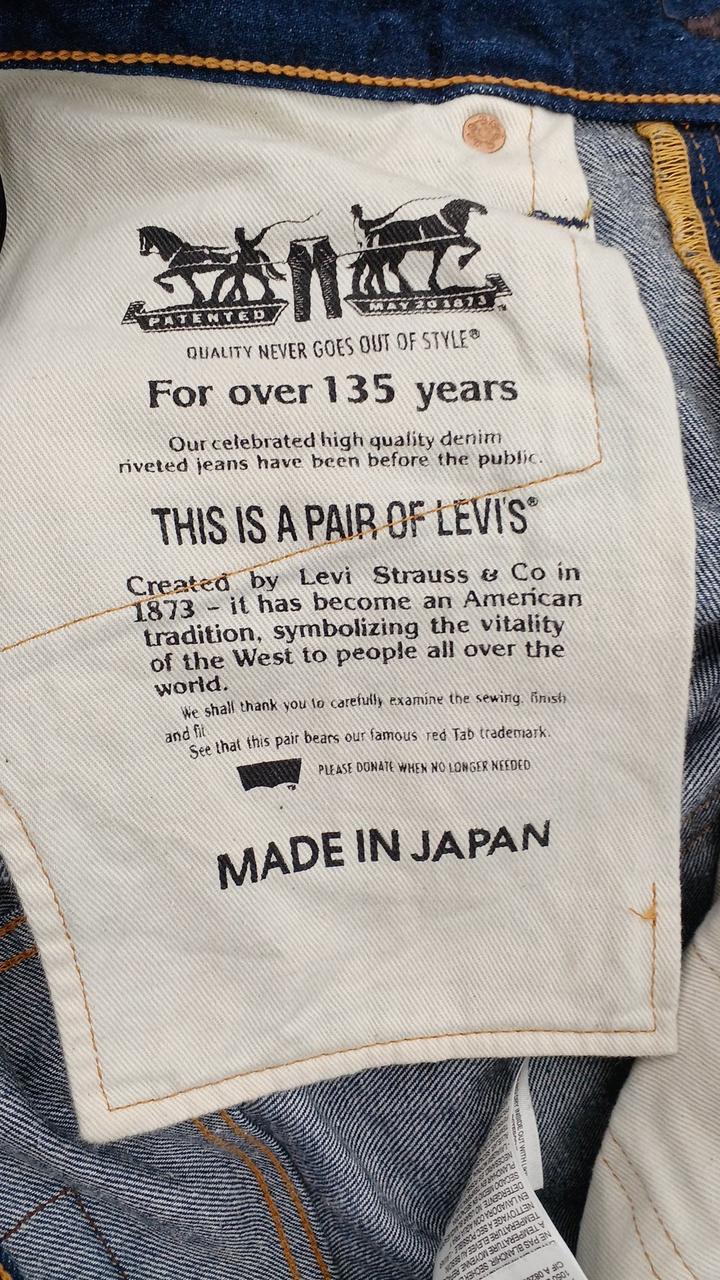 PATENTED MAY 20 1873
QUALITY NEVER GOES OUT OF STYLE®
For over 135 years
Our celebrated high quality denim
riveted jeans have been before the public.
THIS IS A PAIR OF LEVI'S®
Created by Levi Strauss & Co in
1873 – it has become an American
tradition, symbolizing the vitality
of the West to people all over the
world.
We shall thank you to carefully examine the sewing. finish
and fit
See that this pair bears our famous red Tab trademark.
PLEASE DONATE WHEN NO LONGER NEEDED
MADE IN JAPAN
NE PAS BLANCHIR